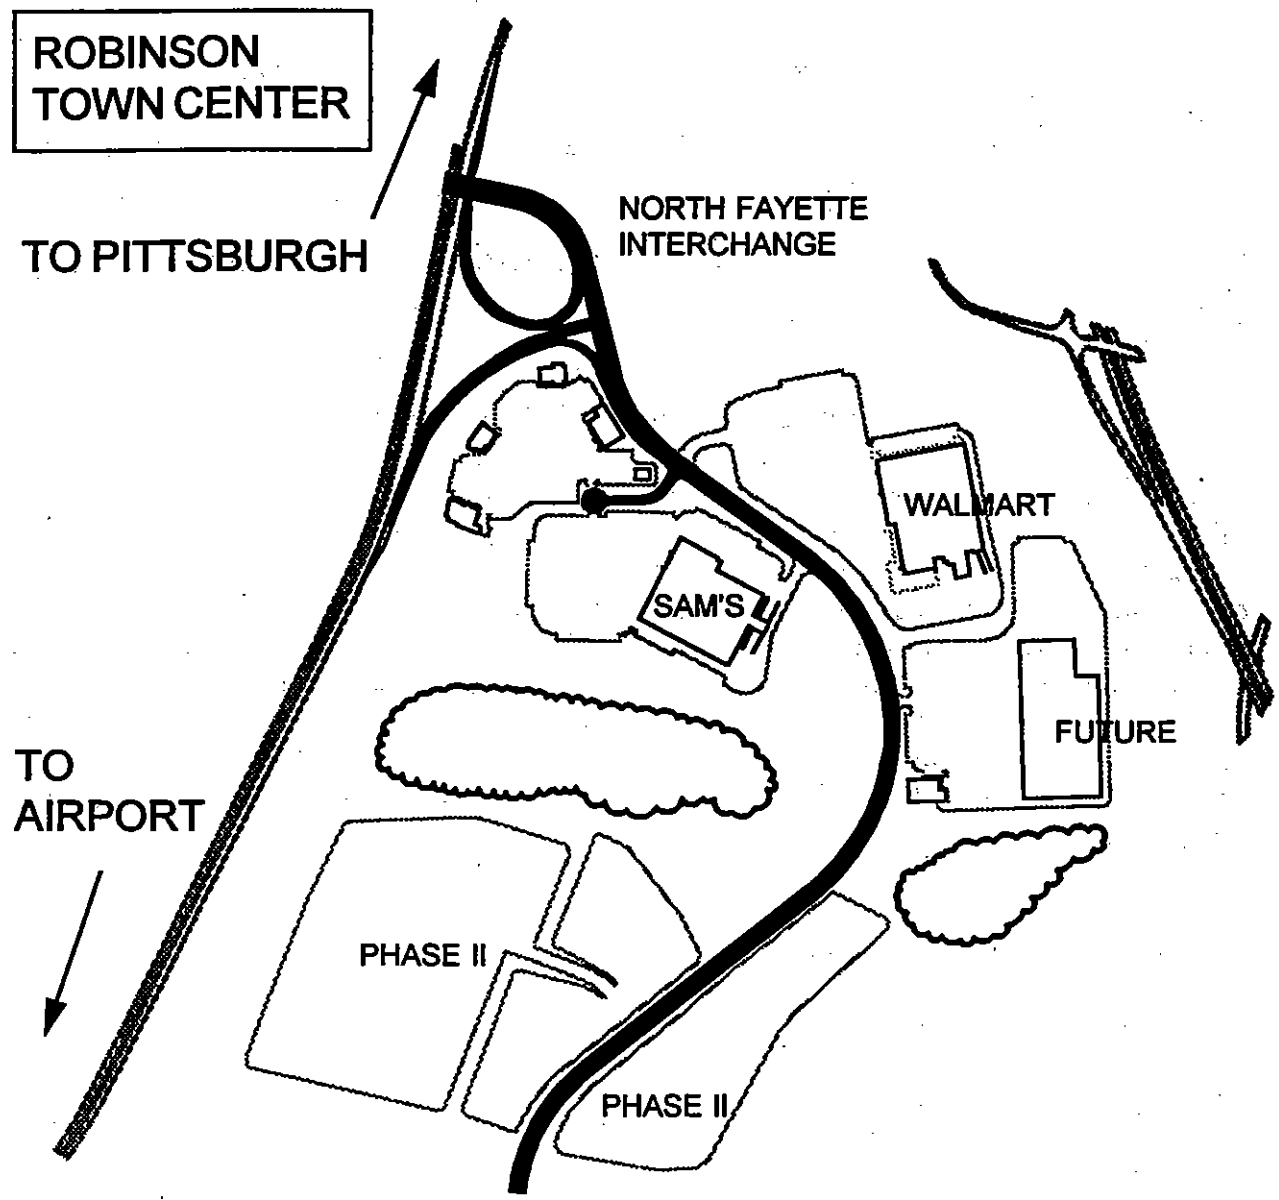 ROBINSON
TOWN CENTER
TO PITTSBURGH
NORTH FAYETTE
INTERCHANGE
WALMART
SAM'S
FUTURE
TO
AIRPORT
PHASE II
PHASE II